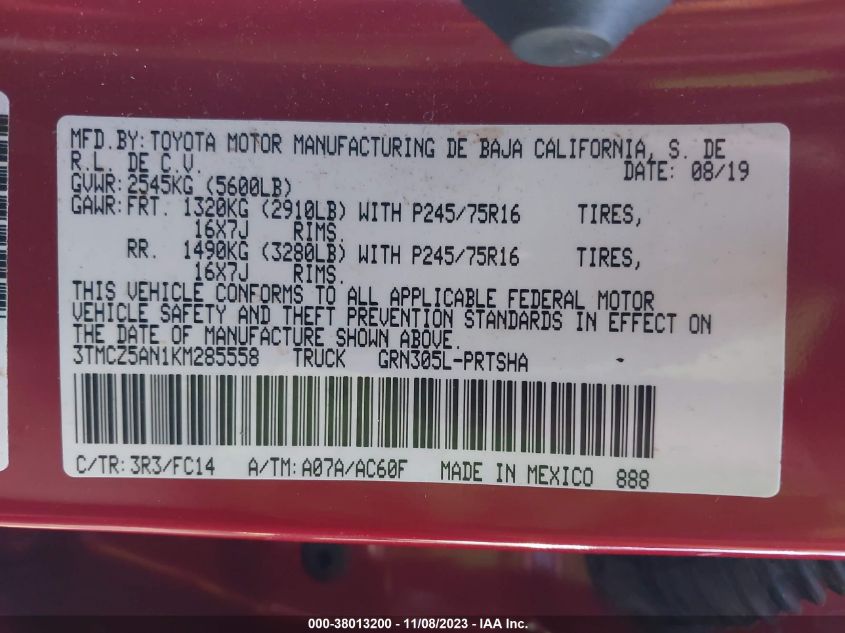 MFD.BY:TOYOTA MOTOR MANUFACTURING DE BAJA CALIFORNIA, S. DE
R.L. DE C.V.
DATE: 08/19
GVWR:2545KG (5600LB)
GAWR:FRT. 1320KG (2910LB) WITH P245/75R16 TIRES,
16X7J RIMS.
RR. 1490KG (3280LB) WITH P245/75R16 TIRES,
16X7J RIMS.
THIS VEHICLE CONFORMS TO ALL APPLICABLE FEDERAL MOTOR
VEHICLE SAFETY AND THEFT PREVENTION STANDARDS IN EFFECT ON
THE DATE OF MANUFACTURE SHOWN ABOVE.
3TMCZ5AN1KM285558 TRUCK GRN305L-PRTSHA
C/TR:3R3/FC14 A/TM:A07A/AC60F MADE IN MEXICO 888
000-38013200 - 11/08/2023 - IAA Inc.